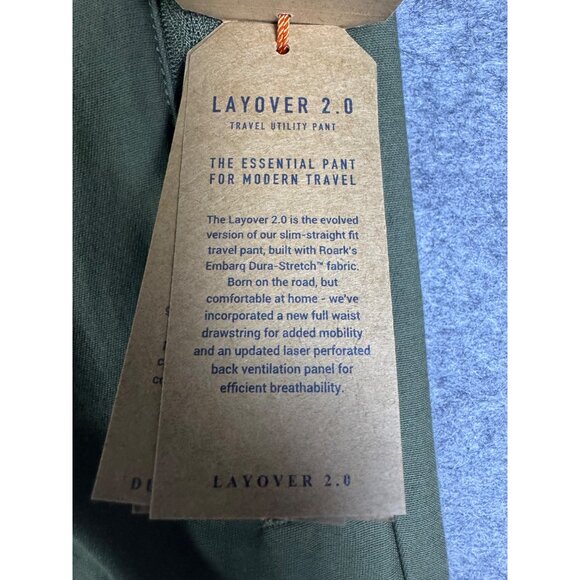 LAYOVER 2.0
TRAVEL UTILITY PANT
THE ESSENTIAL PANT
FOR MODERN TRAVEL
The Layover 2.0 is the evolved
version of our slim-straight fit
travel pant, built with Roark's
Embarq Dura-Stretch™ fabric.
Born on the road, but
comfortable at home - we've
incorporated a new full waist
drawstring for added mobility
and an updated laser perforated
back ventilation panel for
efficient breathability.
LAYOVER 2.0